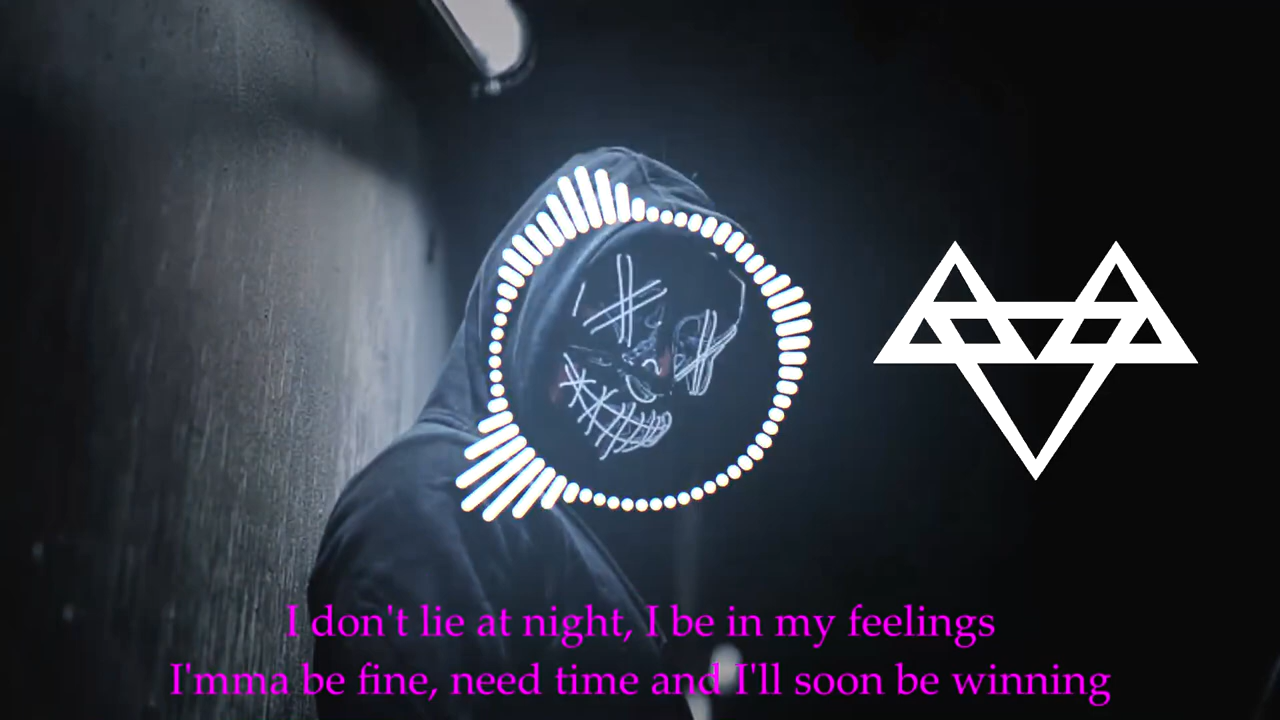 I don't lie at night, I be in my feelings
I'mma be fine, need time and I'll soon be winning